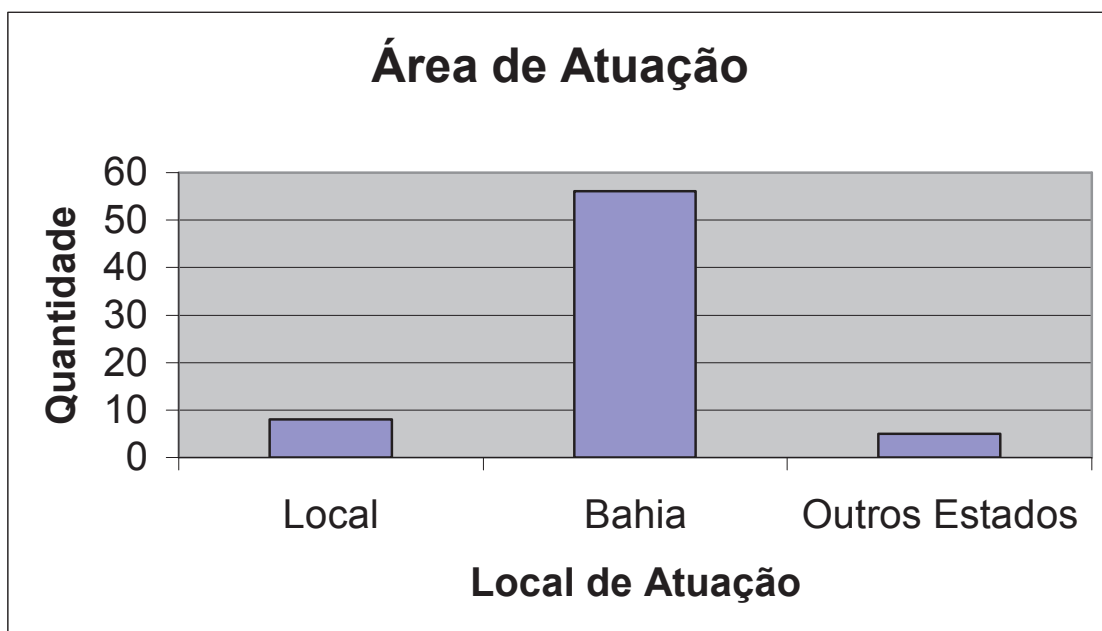 Área de Atuação
Quantidade
60
50
40
30
20
10
0
Local
Bahia
Outros Estados
Local de Atuação